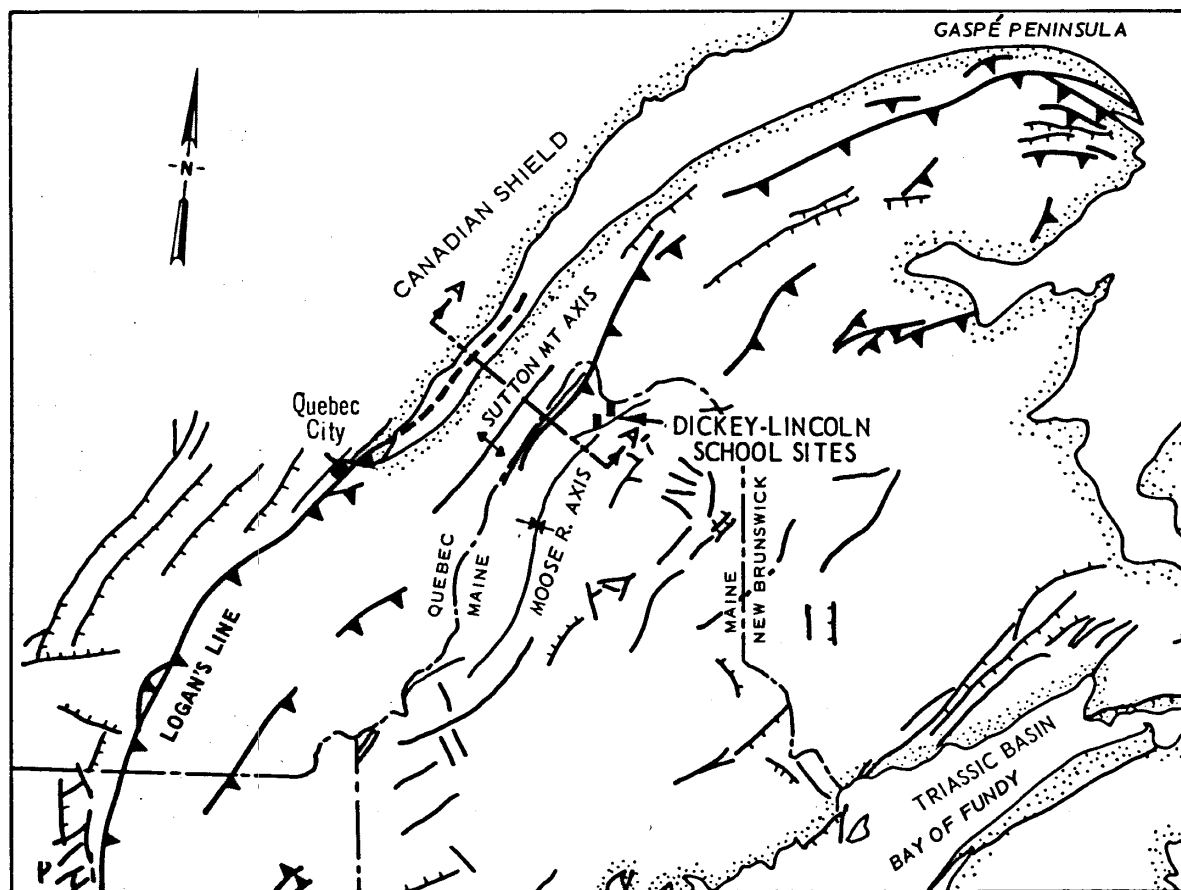 GASPÉ PENINSULA
N
CANADIAN SHIELD
A
SUTTON MT AXIS
Quebec
City
DICKEY-LINCOLN
SCHOOL SITES
A'
MOOSE R. AXIS
QUEBEC
MAINE
MAINE
NEW BRUNSWICK
LOGAN'S LINE
TRIASSIC BASIN
BAY OF FUNDY